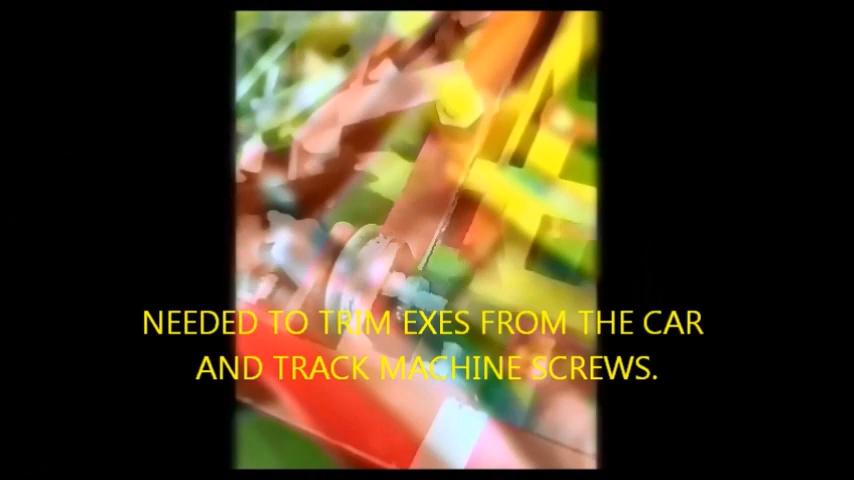 NEEDED TO TRIM EXES FROM THE CAR
AND TRACK MACHINE SCREWS.